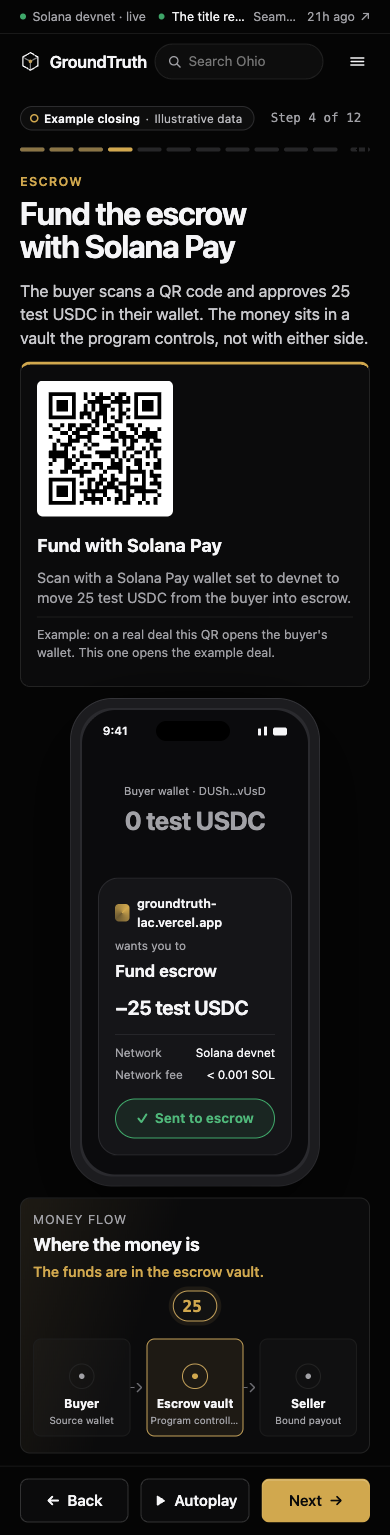 Solana devnet · live
The title re... Seam... 21h ago ↗
GroundTruth
Search Ohio
Example closing · Illustrative data
Step 4 of 12
ESCROW
Fund the escrow
with Solana Pay
The buyer scans a QR code and approves 25
test USDC in their wallet. The money sits in a
vault the program controls, not with either side.
Fund with Solana Pay
Scan with a Solana Pay wallet set to devnet to
move 25 test USDC from the buyer into escrow.
Example: on a real deal this QR opens the buyer's
wallet. This one opens the example deal.
9:41
Buyer wallet · DUSh...vUsD
0 test USDC
groundtruth-
lac.vercel.app
wants you to
Fund escrow
−25 test USDC
Network Solana devnet
Network fee < 0.001 SOL
✓ Sent to escrow
MONEY FLOW
Where the money is
The funds are in the escrow vault.
25
Buyer
Source wallet
Escrow vault
Program controll...
Seller
Bound payout
← Back
Autoplay
Next →